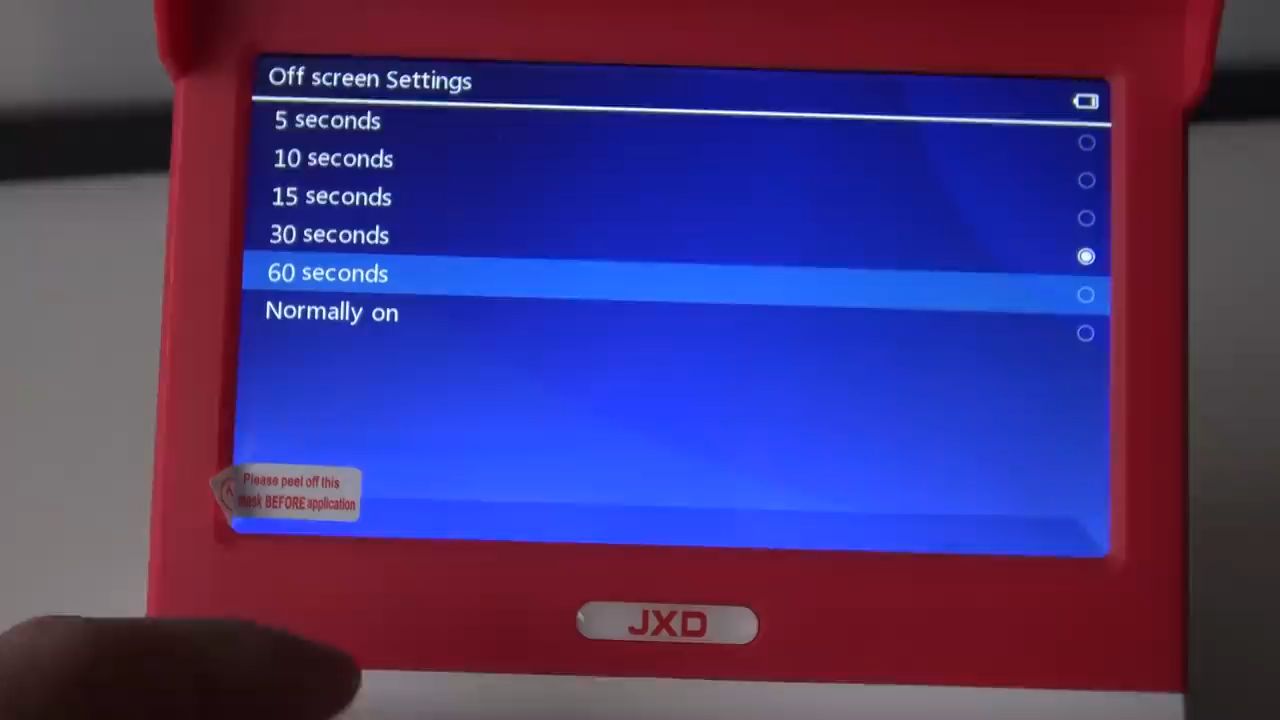 Off screen Settings
5 seconds
10 seconds
15 seconds
30 seconds
60 seconds
Normally on
Please peel off this
mask BEFORE application
JXD